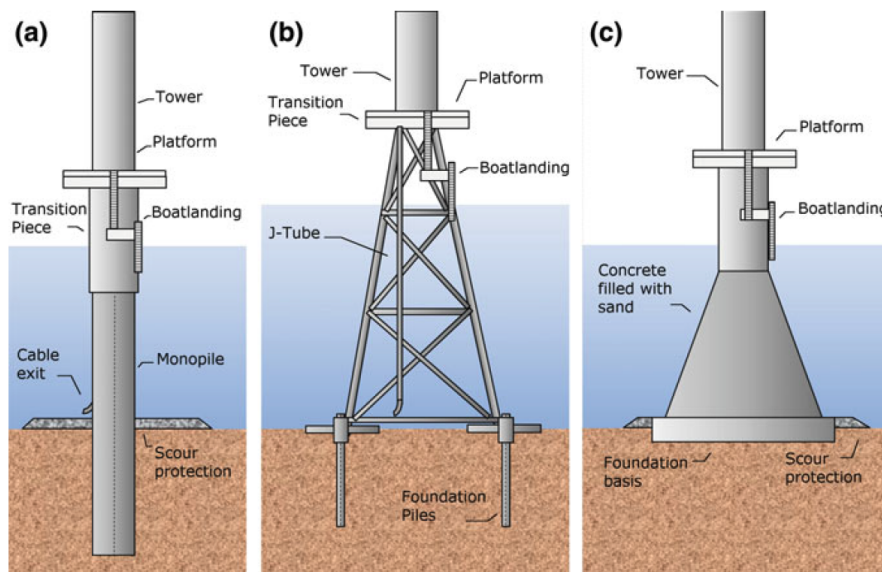 (a)
Tower
Platform
Transition
Piece
Boatlanding
Cable
exit
Monopile
Scour
protection
(b)
Tower
Platform
Transition
Piece
Boatlanding
J-Tube
Foundation
Piles
(c)
Tower
Platform
Boatlanding
Concrete
filled with
sand
Foundation
basis
Scour
protection